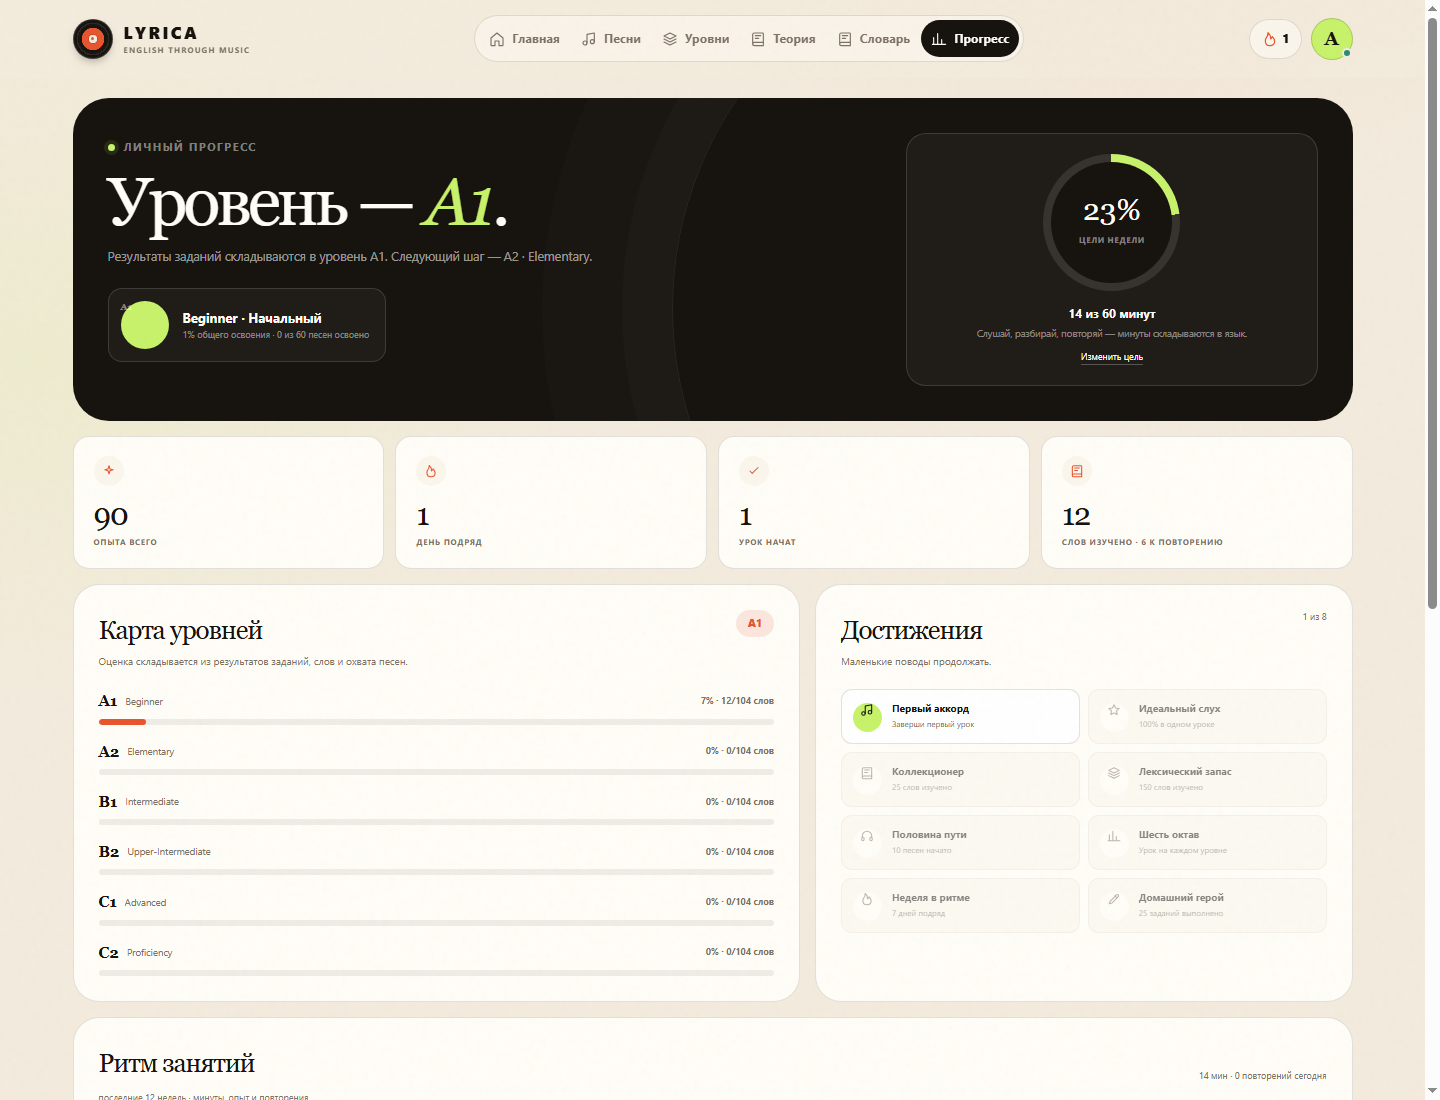 LYRICA
ENGLISH THROUGH MUSIC
Главная
Песни
Уровни
Теория
Словарь
Прогресс
1
A
ЛИЧНЫЙ ПРОГРЕСС
Уровень — A1.
Результаты заданий складываются в уровень A1. Следующий шаг — A2 · Elementary.
Beginner · Начальный
1% общего освоения · 0 из 60 песен освоено
23%
ЦЕЛИ НЕДЕЛИ
14 из 60 минут
Слушай, разбирай, повторяй — минуты складываются в язык.
Изменить цель
90
ОПЫТА ВСЕГО
1
ДЕНЬ ПОДРЯД
1
УРОК НАЧАТ
12
СЛОВ ИЗУЧЕНО · 6 К ПОВТОРЕНИЮ
Карта уровней
A1
Оценка складывается из результатов заданий, слов и охвата песен.
A1 Beginner 7% · 12/104 слов
A2 Elementary 0% · 0/104 слов
B1 Intermediate 0% · 0/104 слов
B2 Upper-Intermediate 0% · 0/104 слов
C1 Advanced 0% · 0/104 слов
C2 Proficiency 0% · 0/104 слов
Достижения
1 из 8
Маленькие поводы продолжать.
Первый аккорд
Заверши первый урок
Идеальный слух
100% в одном уроке
Коллекционер
25 слов изучено
Лексический запас
150 слов изучено
Половина пути
10 песен начато
Шесть октав
Урок на каждом уровне
Неделя в ритме
7 дней подряд
Домашний герой
25 заданий выполнено
Ритм занятий
14 мин · 0 повторений сегодня
последние 12 недель · минуты, опыт и повторения